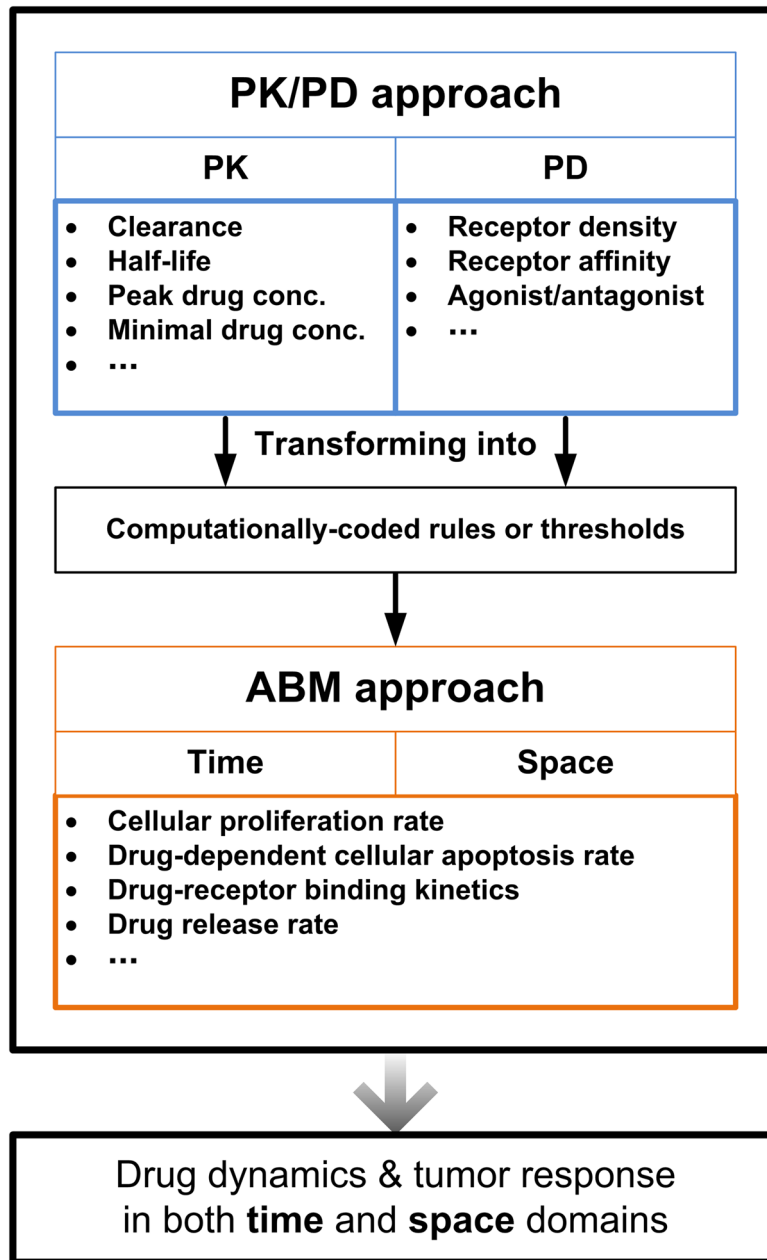 PK/PD approach
PK
PD
• Clearance
• Half-life
• Peak drug conc.
• Minimal drug conc.
• ...
• Receptor density
• Receptor affinity
• Agonist/antagonist
• ...
Transforming into
Computationally-coded rules or thresholds
ABM approach
Time
Space
• Cellular proliferation rate
• Drug-dependent cellular apoptosis rate
• Drug-receptor binding kinetics
• Drug release rate
• ...
Drug dynamics & tumor response
in both time and space domains